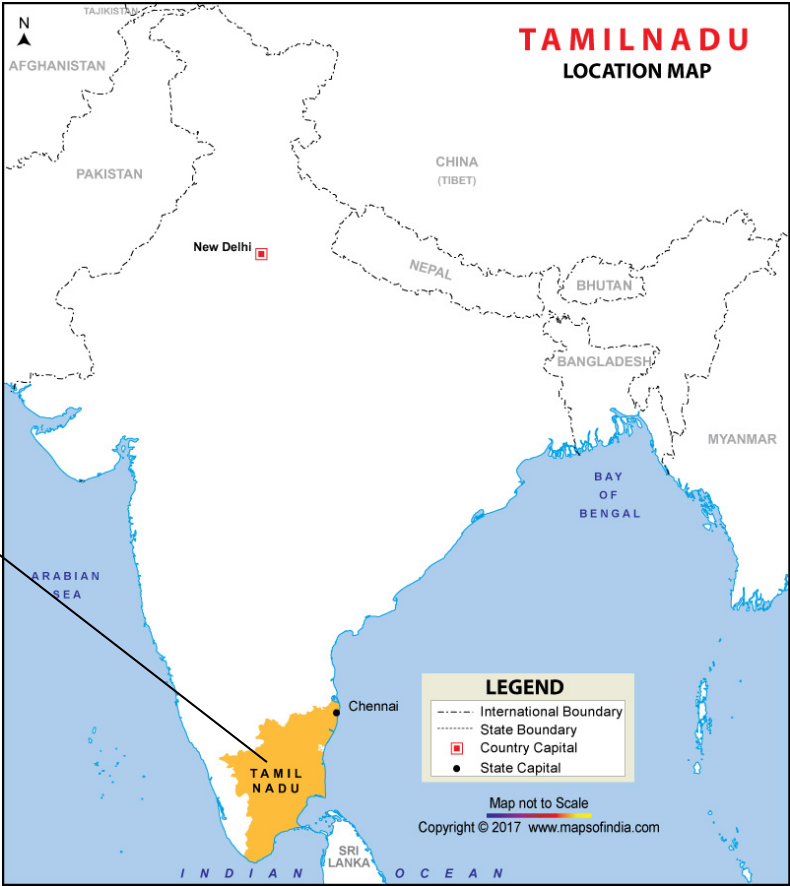 TAJIKISTAN
N
AFGHANISTAN
TAMILNADU
LOCATION MAP
PAKISTAN
CHINA
(TIBET)
New Delhi
NEPAL
BHUTAN
BANGLADESH
MYANMAR
BAY
OF
BENGAL
ARABIAN
SEA
Chennai
TAMIL
NADU
LEGEND
International Boundary
State Boundary
Country Capital
State Capital
Map not to Scale
Copyright © 2017 www.mapsofindia.com
SRI
LANKA
INDIAN OCEAN